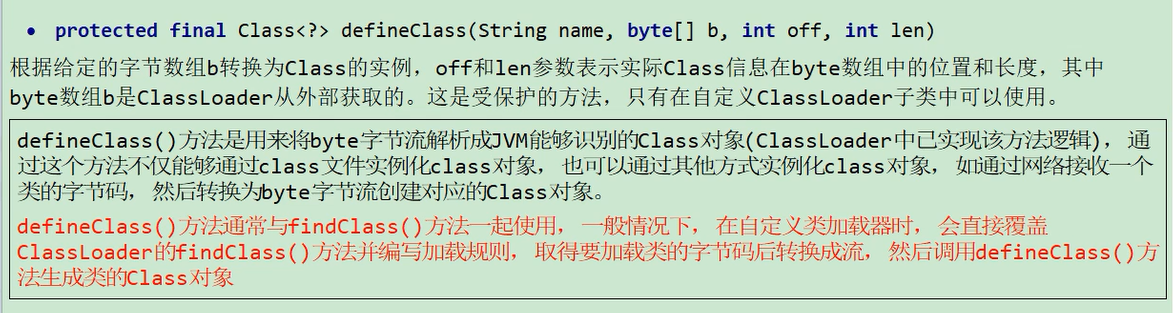 • protected final Class<?> defineClass(String name, byte[] b, int off, int len)
根据给定的字节数组b转换为Class的实例，off和len参数表示实际Class信息在byte数组中的位置和长度，其中
byte数组b是ClassLoader从外部获取的。这是受保护的方法，只有在自定义ClassLoader子类中可以使用。
defineClass()方法是用来将byte字节流解析成JVM能够识别的Class对象(ClassLoader中已实现该方法逻辑)，通
过这个方法不仅能够通过class文件实例化class对象，也可以通过其他方式实例化class对象，如通过网络接收一个
类的字节码，然后转换为byte字节流创建对应的Class对象。
defineClass()方法通常与findClass()方法一起使用，一般情况下，在自定义类加载器时，会直接覆盖
ClassLoader的findClass()方法并编写加载规则，取得要加载类的字节码后转换成流，然后调用defineClass()方
法生成类的Class对象